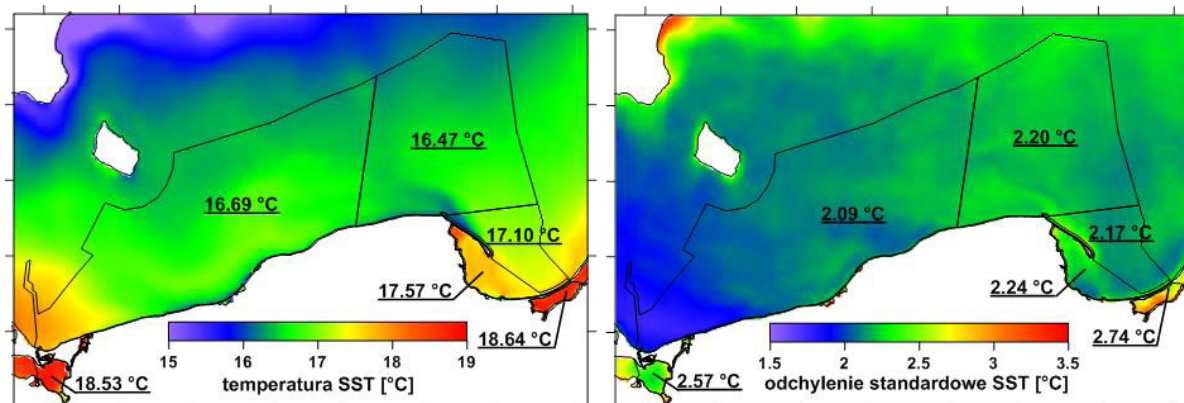 16.47 °C
16.69 °C
17.10 °C
17.57 °C
18.64 °C
18.53 °C
15 16 17 18 19
temperatura SST [°C]
2.20 °C
2.09 °C
2.17 °C
2.24 °C
2.74 °C
2.57 °C
1.5 2 2.5 3 3.5
odchylenie standardowe SST [°C]